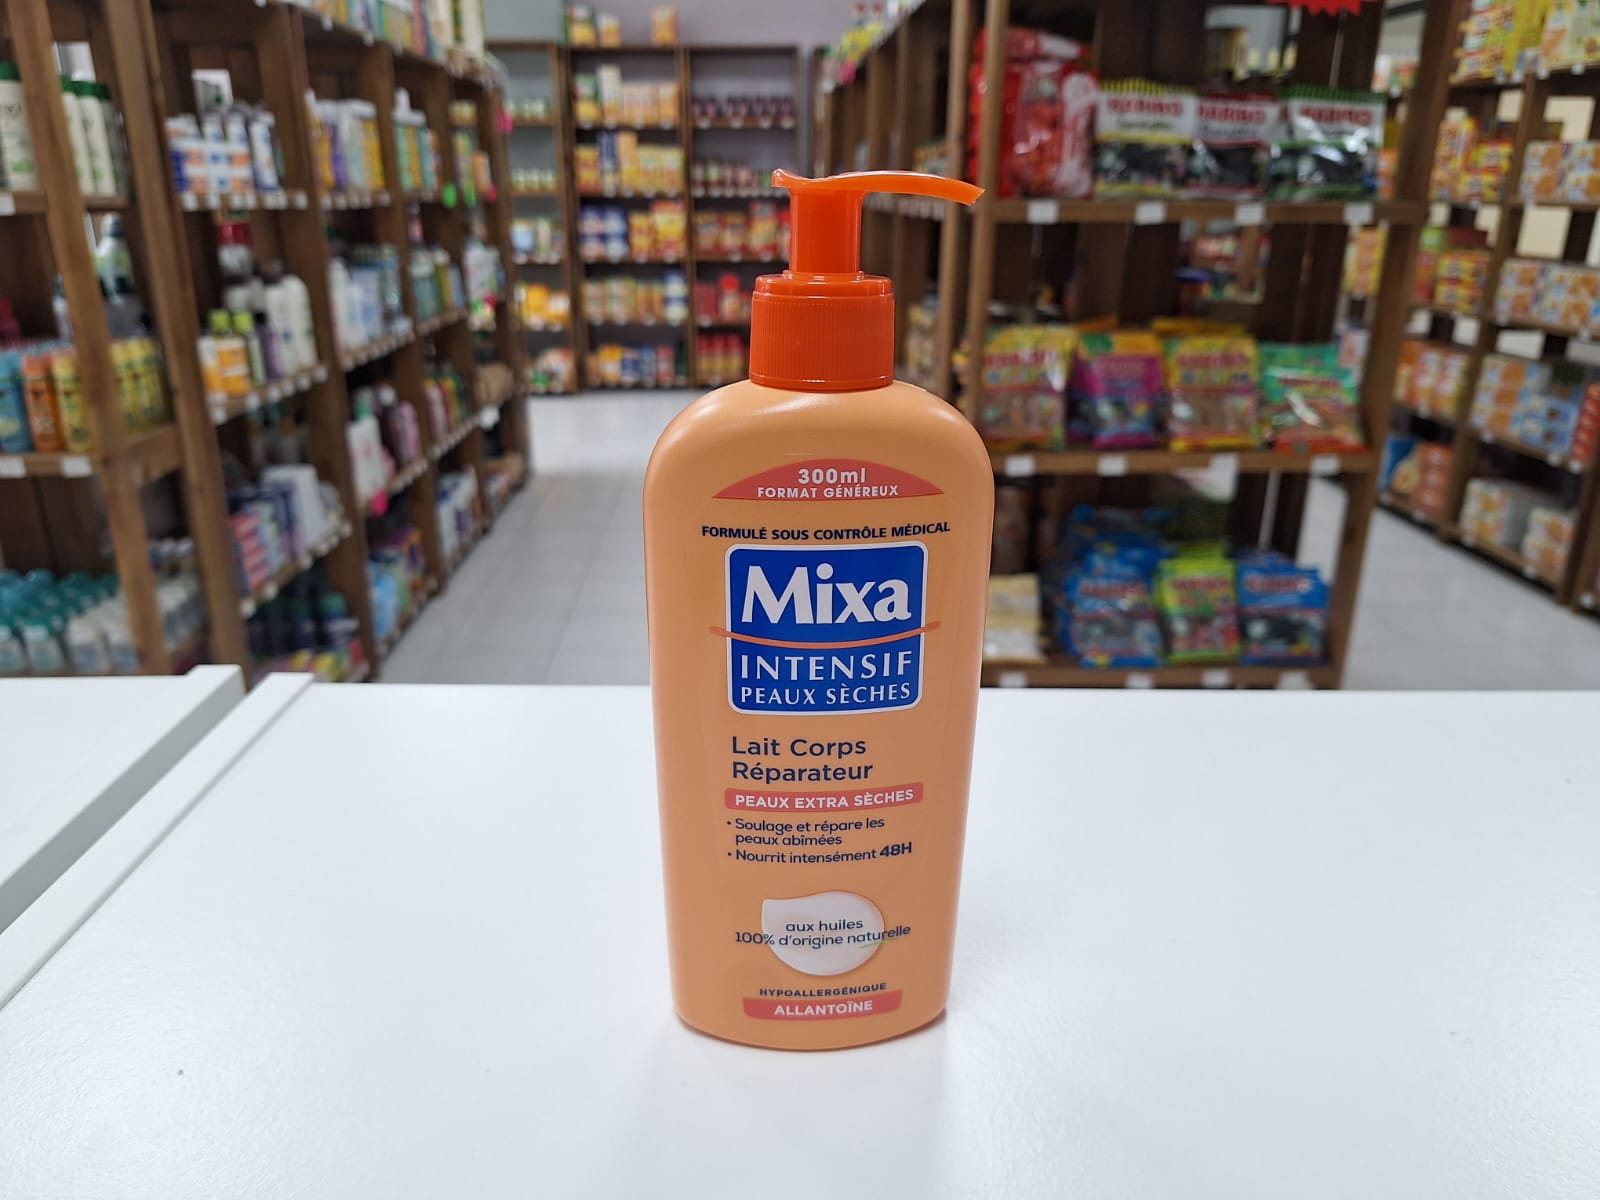 300ml
FORMAT GÉNÉREUX
FORMULÉ SOUS CONTRÔLE MÉDICAL
Mixa
INTENSIF
PEAUX SÈCHES
Lait Corps
Réparateur
PEAUX EXTRA SÈCHES
• Soulage et répare les
peaux abîmées
• Nourrit intensément 48H
aux huiles
100% d'origine naturelle
HYPOALLERGÉNIQUE
ALLANTOÏNE